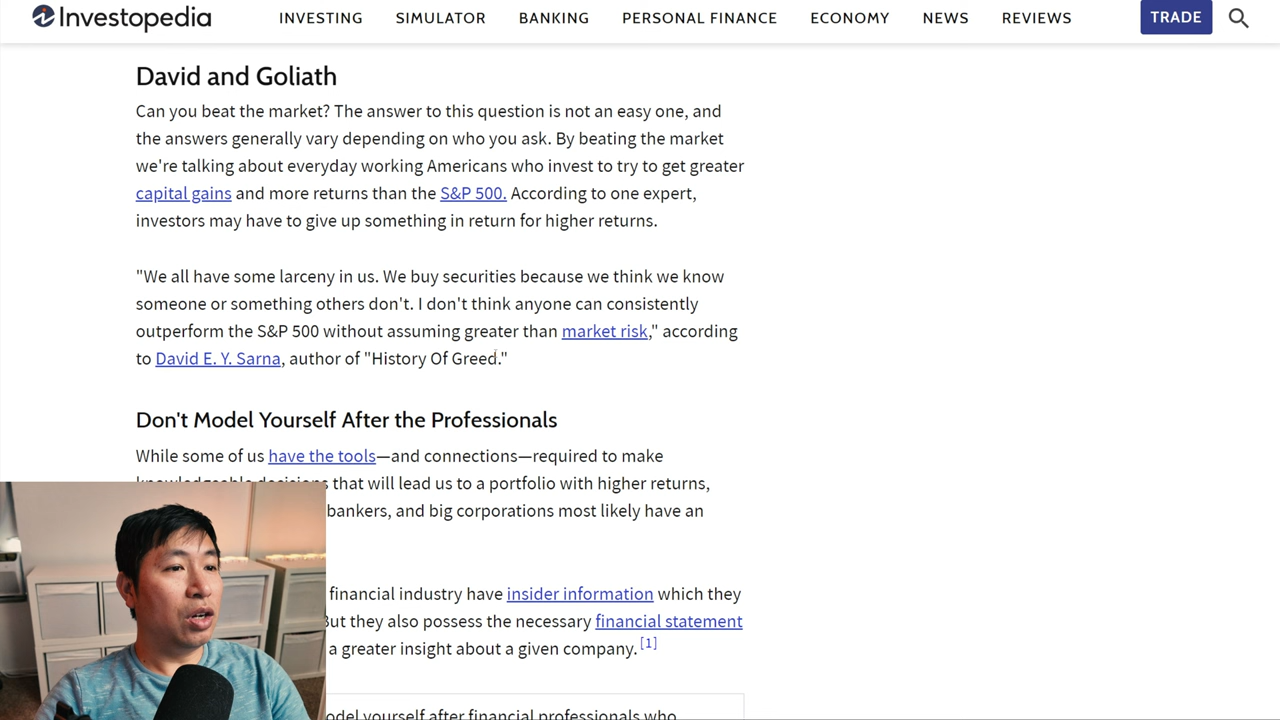 Investopedia
INVESTING SIMULATOR BANKING PERSONAL FINANCE ECONOMY NEWS REVIEWS TRADE
David and Goliath
Can you beat the market? The answer to this question is not an easy one, and
the answers generally vary depending on who you ask. By beating the market
we're talking about everyday working Americans who invest to try to get greater
capital gains and more returns than the S&P 500. According to one expert,
investors may have to give up something in return for higher returns.
"We all have some larceny in us. We buy securities because we think we know
someone or something others don't. I don't think anyone can consistently
outperform the S&P 500 without assuming greater than market risk," according
to David E. Y. Sarna, author of "History Of Greed."
Don't Model Yourself After the Professionals
While some of us have the tools—and connections—required to make
that will lead us to a portfolio with higher returns,
bankers, and big corporations most likely have an
financial industry have insider information which they
But they also possess the necessary financial statement
a greater insight about a given company. [1]
yourself after financial professionals who